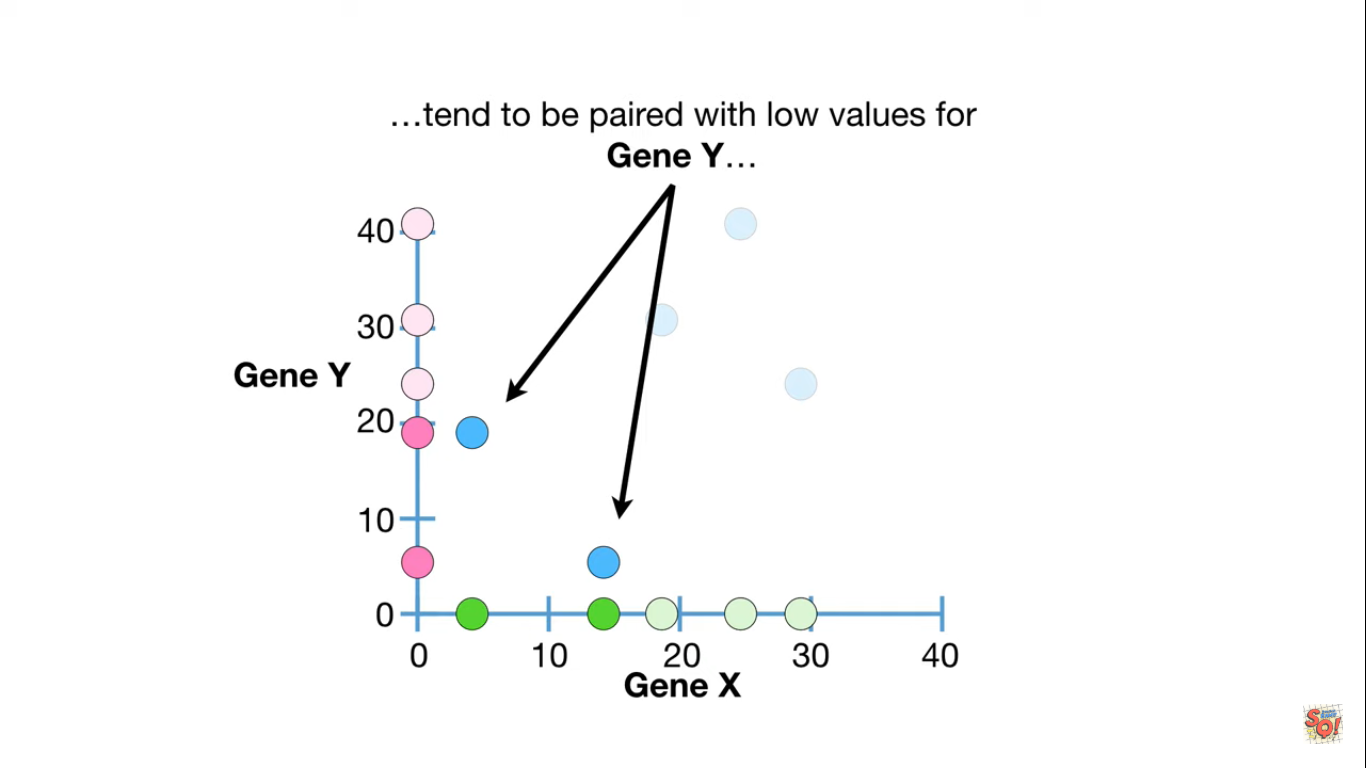 …tend to be paired with low values for
Gene Y…
40
30
Gene Y
20
10
0
0 10 20 30 40
Gene X
SQ!